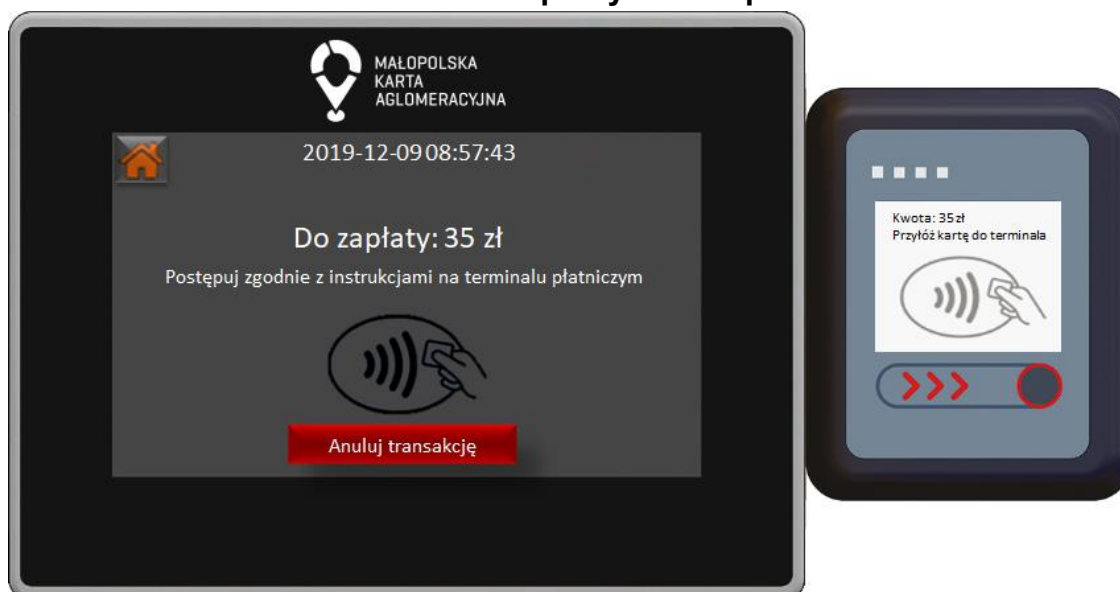 MAŁOPOLSKA
KARTA
AGLOMERACYJNA
2019-12-09 08:57:43
Do zapłaty: 35 zł
Postępuj zgodnie z instrukcjami na terminalu płatniczym
Anuluj transakcję
Kwota: 35 zł
Przyłóż kartę do terminala